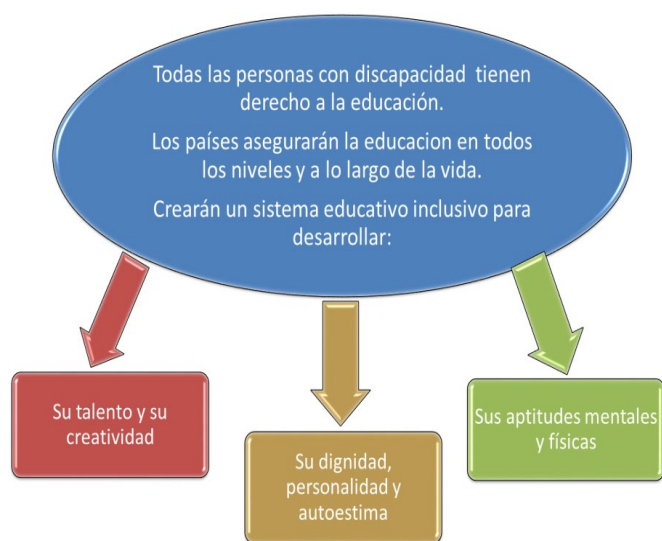 Todas las personas con discapacidad tienen
derecho a la educación.
Los países asegurarán la educacion en todos
los niveles y a lo largo de la vida.
Crearán un sistema educativo inclusivo para
desarrollar:
Su talento y su
creatividad
Su dignidad,
personalidad y
autoestima
Sus aptitudes mentales
y físicas